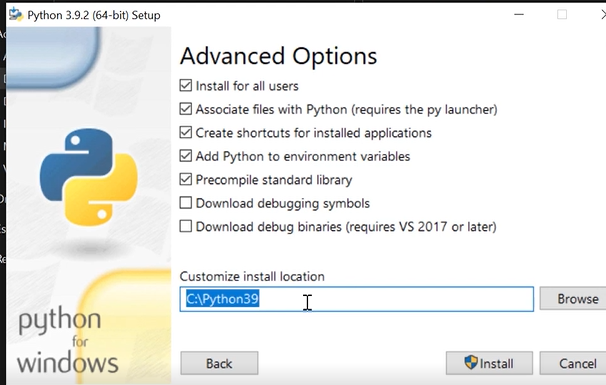 Python 3.9.2 (64-bit) Setup
Advanced Options
Install for all users
Associate files with Python (requires the py launcher)
Create shortcuts for installed applications
Add Python to environment variables
Precompile standard library
Download debugging symbols
Download debug binaries (requires VS 2017 or later)
Customize install location
C:\Python39
Browse
python
for
windows
Back
Install
Cancel